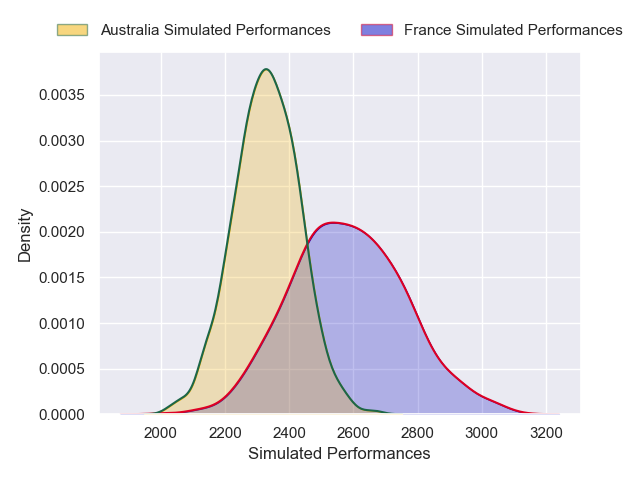 Australia Simulated Performances France Simulated Performances
0.0035
0.0030
0.0025
0.0020
0.0015
0.0010
0.0005
0.0000
Density
2000 2200 2400 2600 2800 3000 3200
Simulated Performances